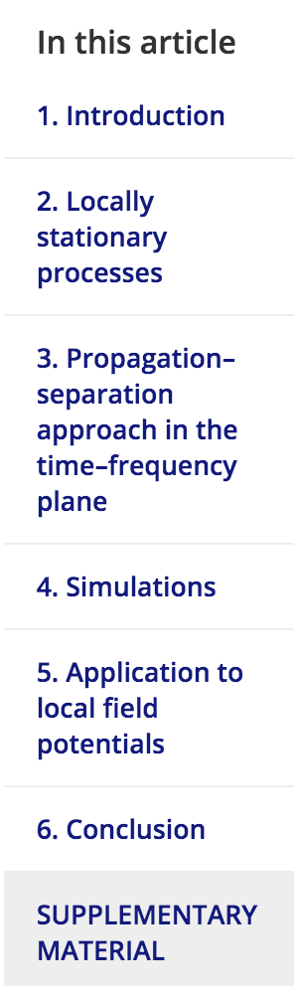 In this article
1. Introduction
2. Locally
stationary
processes
3. Propagation–
separation
approach in the
time–frequency
plane
4. Simulations
5. Application to
local field
potentials
6. Conclusion
SUPPLEMENTARY
MATERIAL